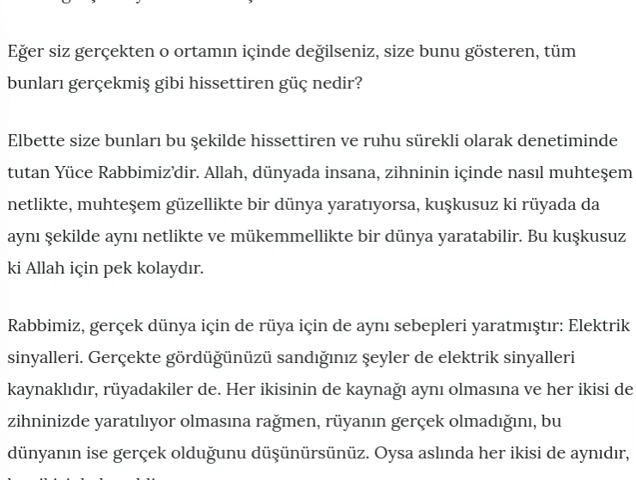 Eğer siz gerçekten o ortamın içinde değilseniz, size bunu gösteren, tüm
bunları gerçekmiş gibi hissettiren güç nedir?
Elbette size bunları bu şekilde hissettiren ve ruhu sürekli olarak denetiminde
tutan Yüce Rabbimiz’dir. Allah, dünyada insana, zihninin içinde nasıl muhteşem
netlikte, muhteşem güzellikte bir dünya yaratıyorsa, kuşkusuz ki rüyada da
aynı şekilde aynı netlikte ve mükemmellikte bir dünya yaratabilir. Bu kuşkusuz
ki Allah için pek kolaydır.
Rabbimiz, gerçek dünya için de rüya için de aynı sebepleri yaratmıştır: Elektrik
sinyalleri. Gerçekte gördüğünüzü sandığınız şeyler de elektrik sinyalleri
kaynaklıdır, rüyadakiler de. Her ikisinin de kaynağı aynı olmasına ve her ikisi de
zihninizde yaratılıyor olmasına rağmen, rüyanın gerçek olmadığını, bu
dünyanın ise gerçek olduğunu düşünürsünüz. Oysa aslında her ikisi de aynıdır,